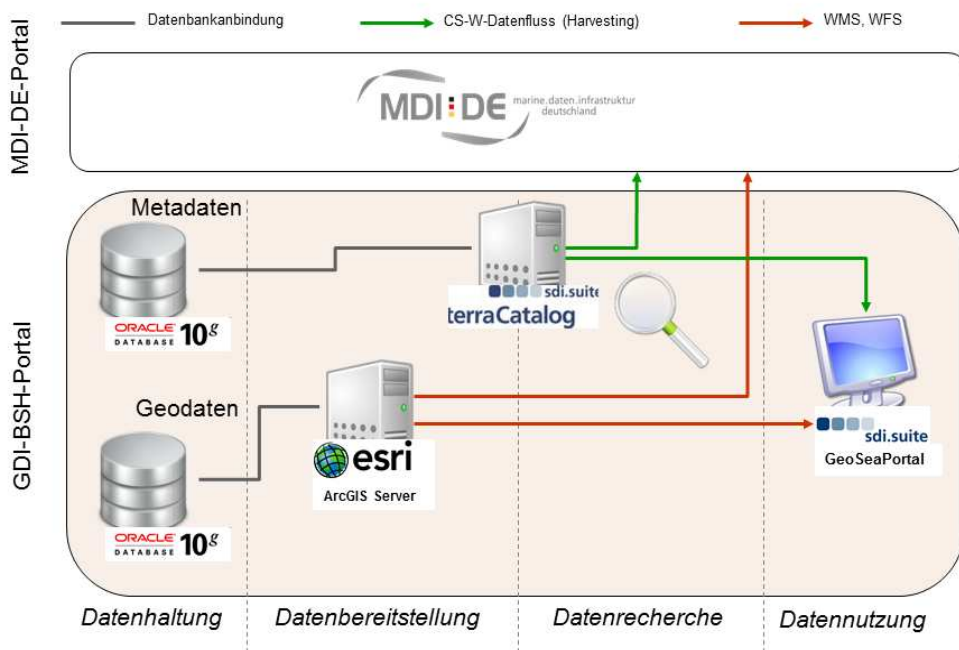 Datenbankanbindung
CS-W-Datenfluss (Harvesting)
WMS, WFS
MDI-DE-Portal
MDI:DE
marine.daten.infrastruktur
deutschland
GDI-BSH-Portal
Metadaten
ORACLE
DATABASE 10g
sdi.suite
terraCatalog
Geodaten
ORACLE
DATABASE 10g
esri
ArcGIS Server
sdi.suite
GeoSeaPortal
Datenhaltung
Datenbereitstellung
Datenrecherche
Datennutzung